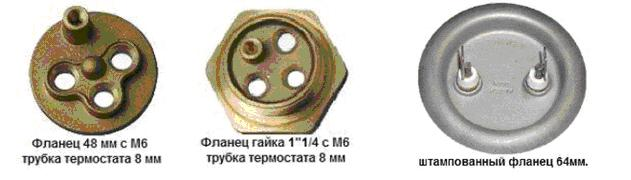 Фланец 48 мм с М6
трубка термостата 8 мм
Фланец гайка 1"1/4 с М6
трубка термостата 8 мм
штампованный фланец 64мм.